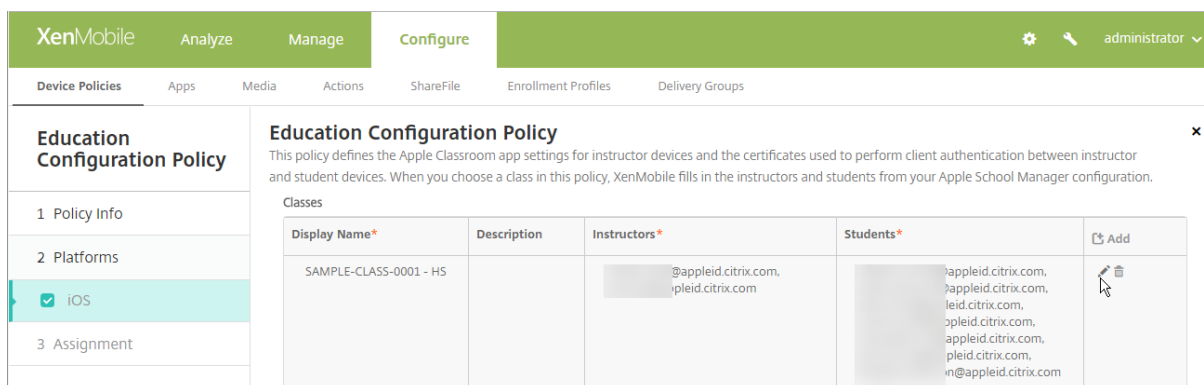 XenMobile Analyze Manage Configure administrator
Device Policies Apps Media Actions ShareFile Enrollment Profiles Delivery Groups
Education
Configuration Policy
1 Policy Info
2 Platforms
iOS
3 Assignment
Education Configuration Policy
This policy defines the Apple Classroom app settings for instructor devices and the certificates used to perform client authentication between instructor
and student devices. When you choose a class in this policy, XenMobile fills in the instructors and students from your Apple School Manager configuration.
Classes
Display Name* Description Instructors* Students* Add
SAMPLE-CLASS-0001 - HS
@appleid.citrix.com,
pleid.citrix.com
appleid.citrix.com,
appleid.citrix.com,
leid.citrix.com,
ppleid.citrix.com,
appleid.citrix.com,
pleid.citrix.com,
n@appleid.citrix.com